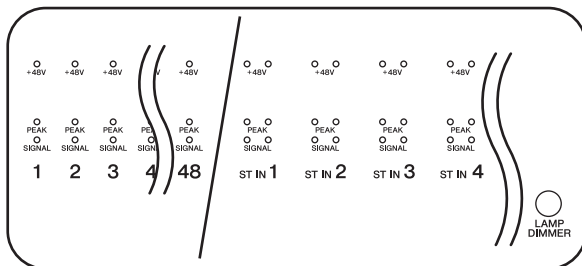 +48V +48V +48V V +48V +48V +48V +48V +48V
PEAK PEAK PEAK PEA PEAK PEAK PEAK PEAK PEAK
SIGNAL SIGNAL SIGNAL SIGNAL SIGNAL SIGNAL SIGNAL SIGNAL
1 2 3 4 48 ST IN 1 ST IN 2 ST IN 3 ST IN 4
LAMP
DIMMER